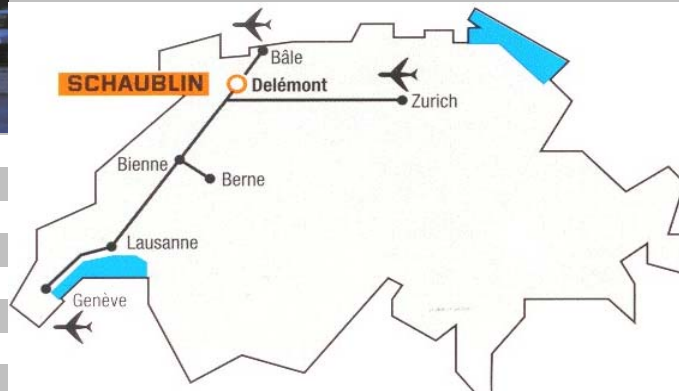 Bâle
SCHAUBLIN
Delémont
Zurich
Bienne
Berne
Lausanne
Genève